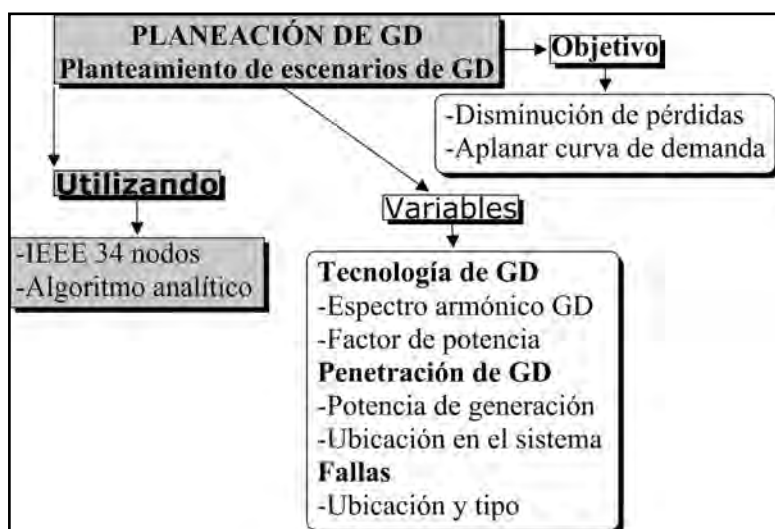 PLANEACIÓN DE GD
Planteamiento de escenarios de GD
Objetivo
-Disminución de pérdidas
-Aplanar curva de demanda
Utilizando
-IEEE 34 nodos
-Algoritmo analítico
Variables
Tecnología de GD
-Espectro armónico GD
-Factor de potencia
Penetración de GD
-Potencia de generación
-Ubicación en el sistema
Fallas
-Ubicación y tipo